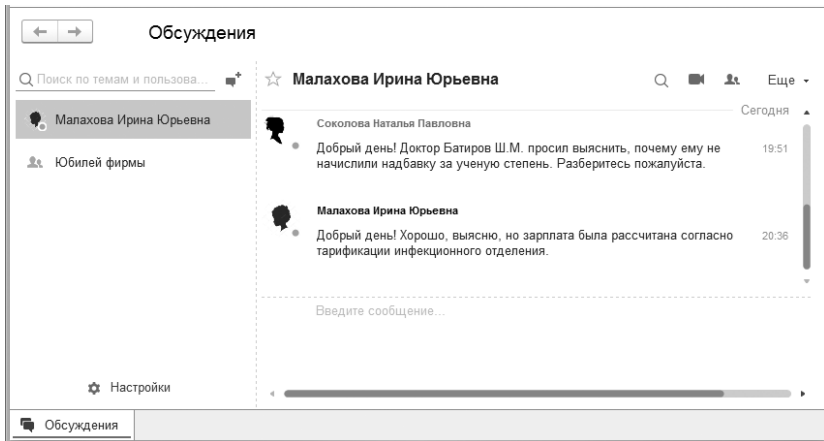 Обсуждения
Поиск по темам и пользова...
Малахова Ирина Юрьевна
Юбилей фирмы
Настройки
Малахова Ирина Юрьевна
Еще
Сегодня
Соколова Наталья Павловна
Добрый день! Доктор Батиров Ш.М. просил выяснить, почему ему не
19:51
начислили надбавку за ученую степень. Разберитесь пожалуйста.
Малахова Ирина Юрьевна
Добрый день! Хорошо, выясню, но зарплата была рассчитана согласно
20:36
тарификации инфекционного отделения.
Введите сообщение...
Обсуждения